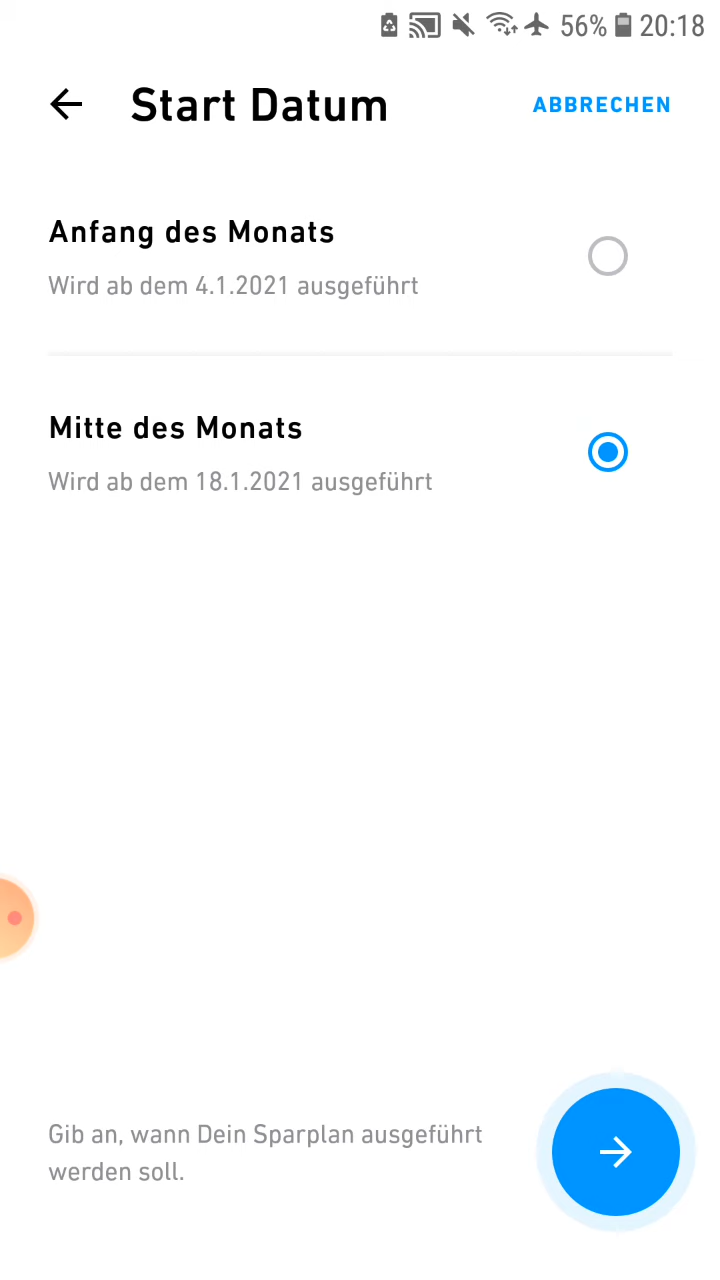 56% 20:18
Start Datum
ABBRECHEN
Anfang des Monats
Wird ab dem 4.1.2021 ausgeführt
Mitte des Monats
Wird ab dem 18.1.2021 ausgeführt
Gib an, wann Dein Sparplan ausgeführt
werden soll.